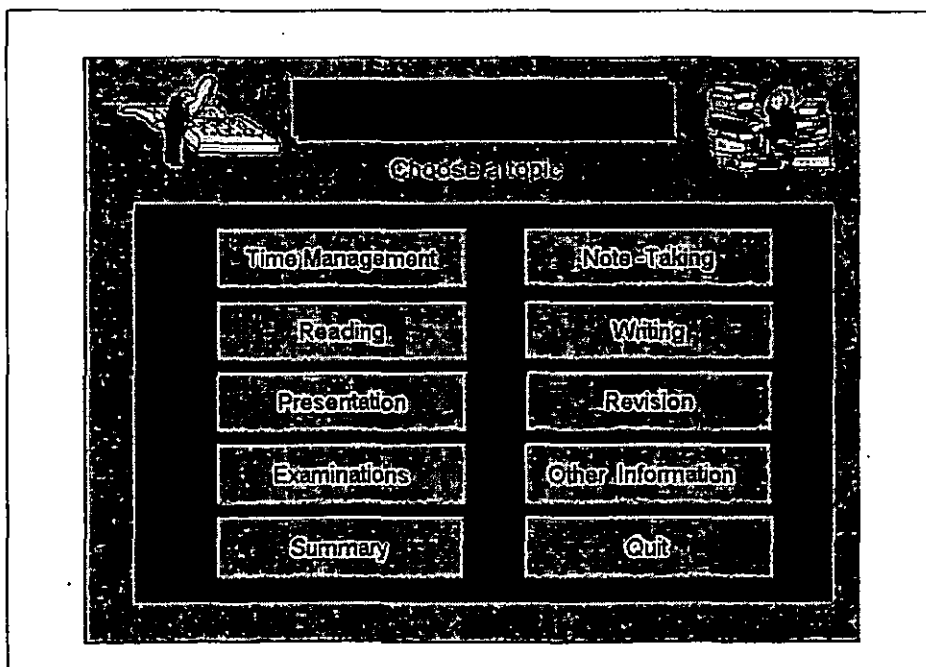 Choose a topic
Time Management
Note -Taking
Reading
Writing
Presentation
Revision
Examinations
Other Information
Summary
Quit